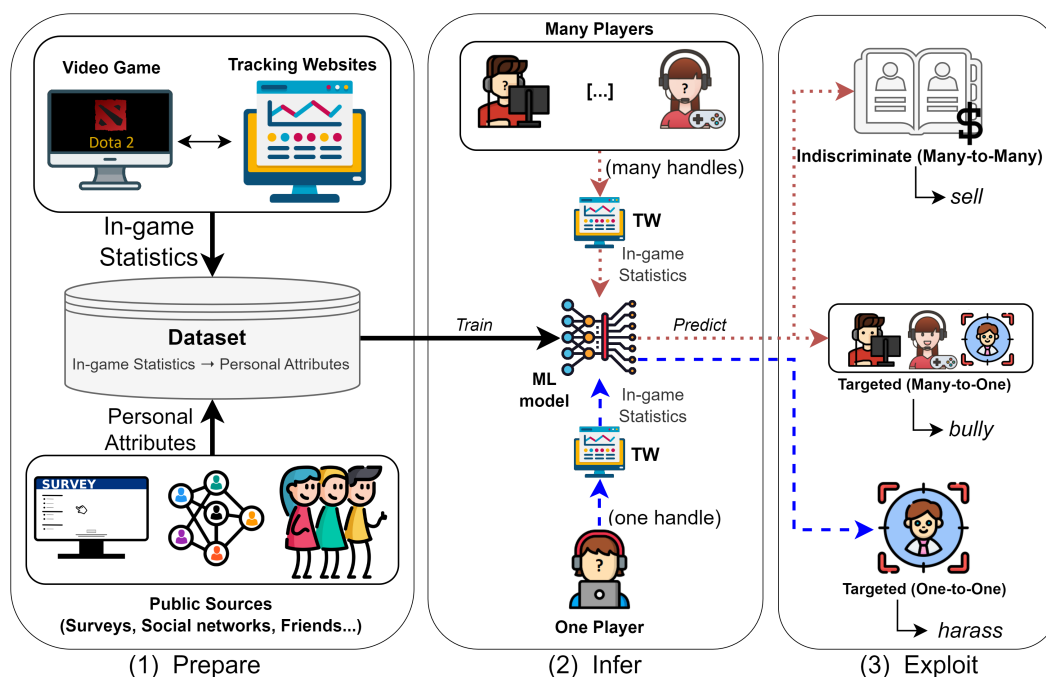 Video Game
Tracking Websites
Dota 2
In-game
Statistics
Dataset
In-game Statistics → Personal Attributes
Personal
Attributes
SURVEY
Public Sources
(Surveys, Social networks, Friends...)
(1) Prepare
Many Players
?
[...]
?
(many handles)
TW
In-game
Statistics
Train
Predict
ML
model
In-game
Statistics
TW
(one handle)
?
One Player
(2) Infer
$
Indiscriminate (Many-to-Many)
sell
Targeted (Many-to-One)
bully
Targeted (One-to-One)
harass
(3) Exploit